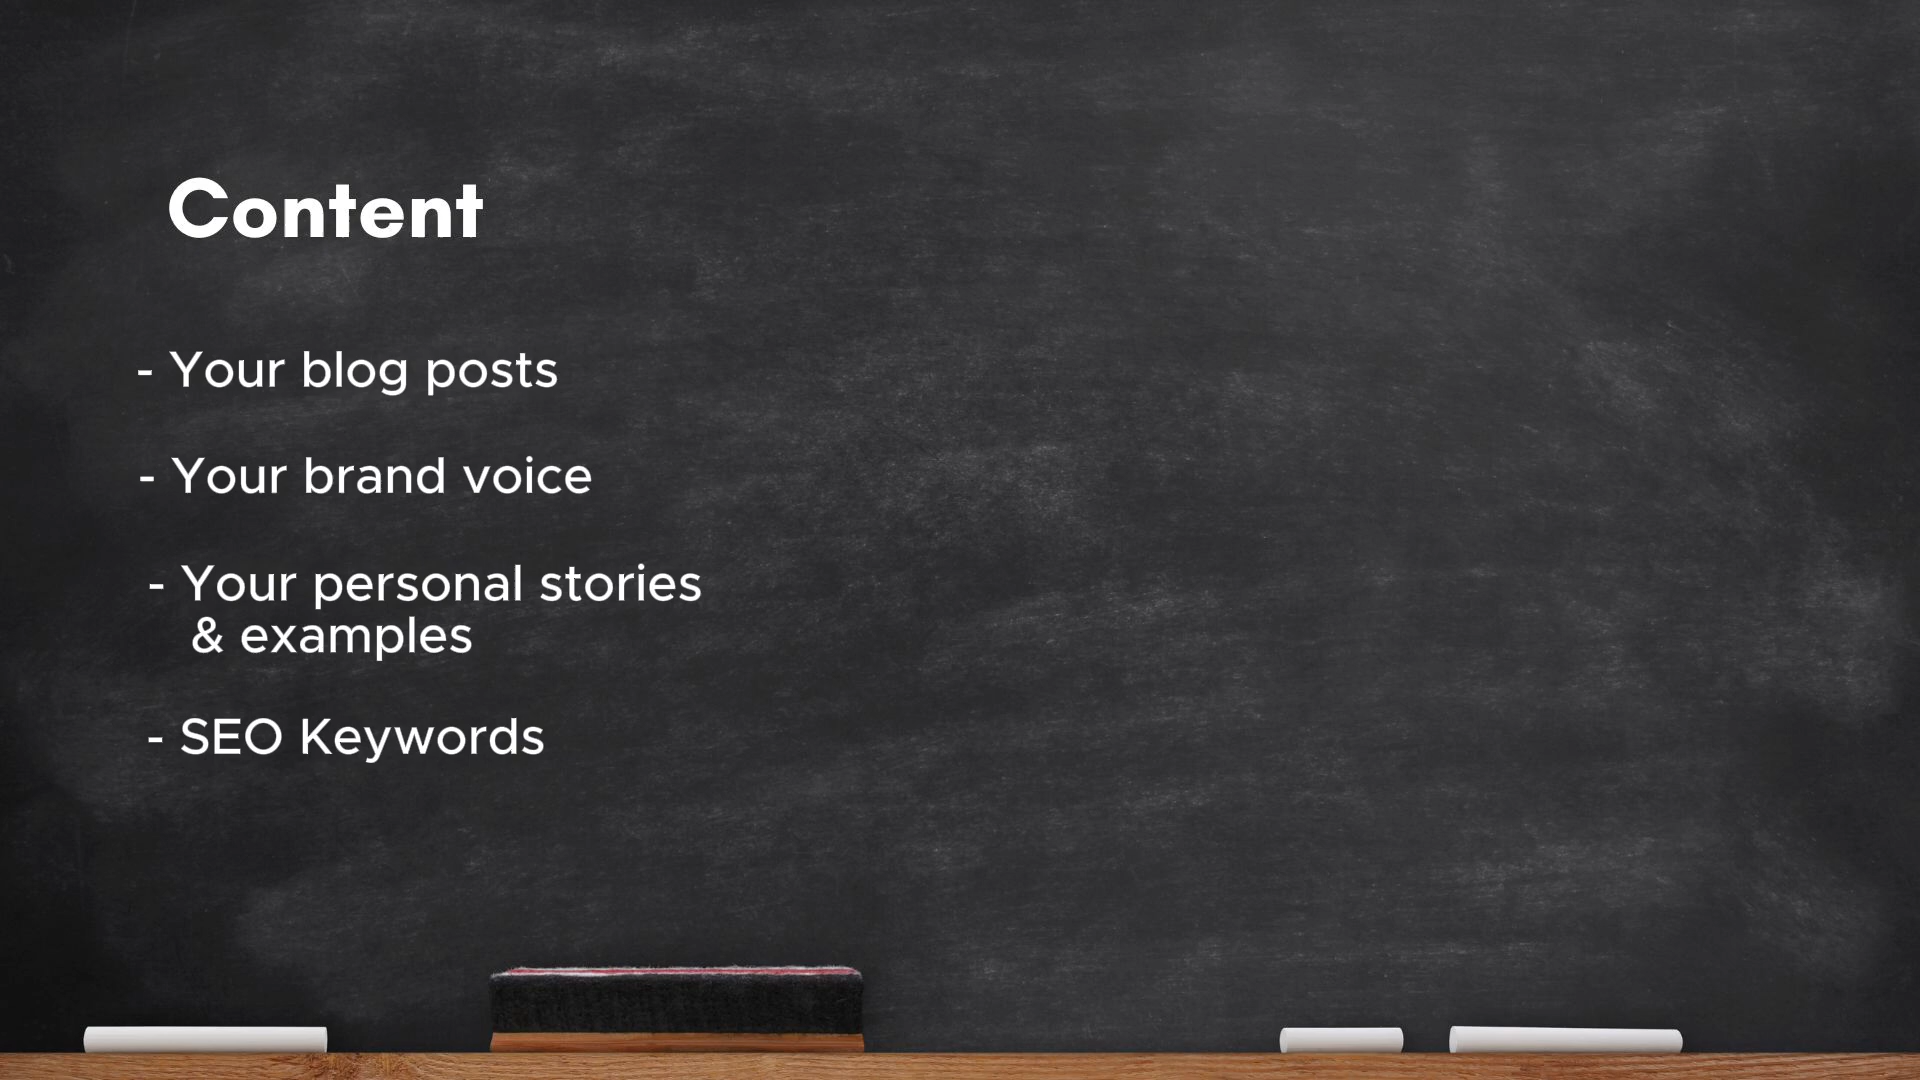 Content
- Your blog posts
- Your brand voice
- Your personal stories
& examples
- SEO Keywords